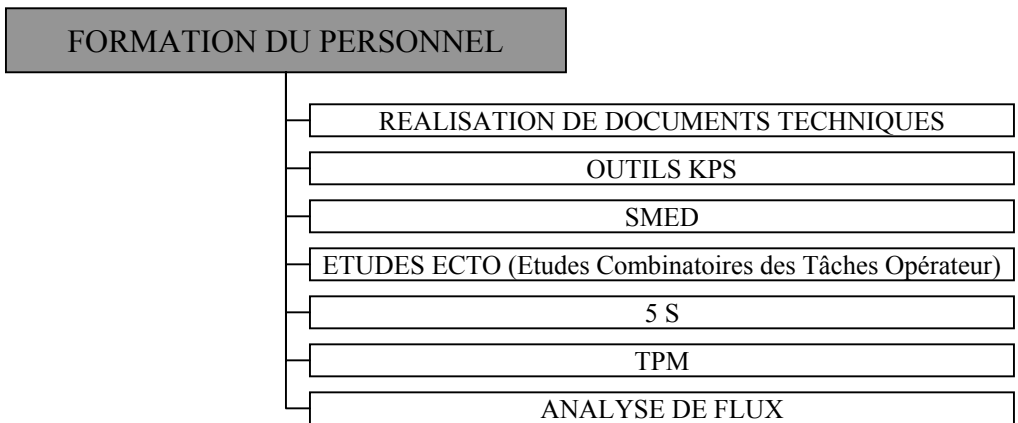 FORMATION DU PERSONNEL
REALISATION DE DOCUMENTS TECHNIQUES
OUTILS KPS
SMED
ETUDES ECTO (Etudes Combinatoires des Tâches Opérateur)
5 S
TPM
ANALYSE DE FLUX